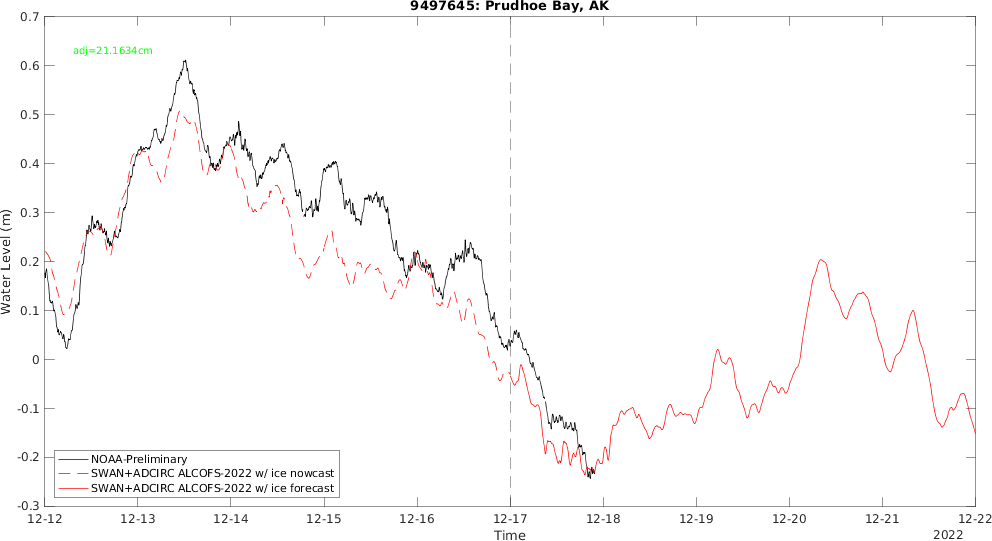 9497645: Prudhoe Bay, AK
adj=21.1634cm
Water Level (m)
0.7
0.6
0.5
0.4
0.3
0.2
0.1
0
-0.1
-0.2
-0.3
NOAA-Preliminary
SWAN+ADCIRC ALCOFS-2022 w/ ice nowcast
SWAN+ADCIRC ALCOFS-2022 w/ ice forecast
12-12 12-13 12-14 12-15 12-16 12-17 12-18 12-19 12-20 12-21 12-22
Time
2022